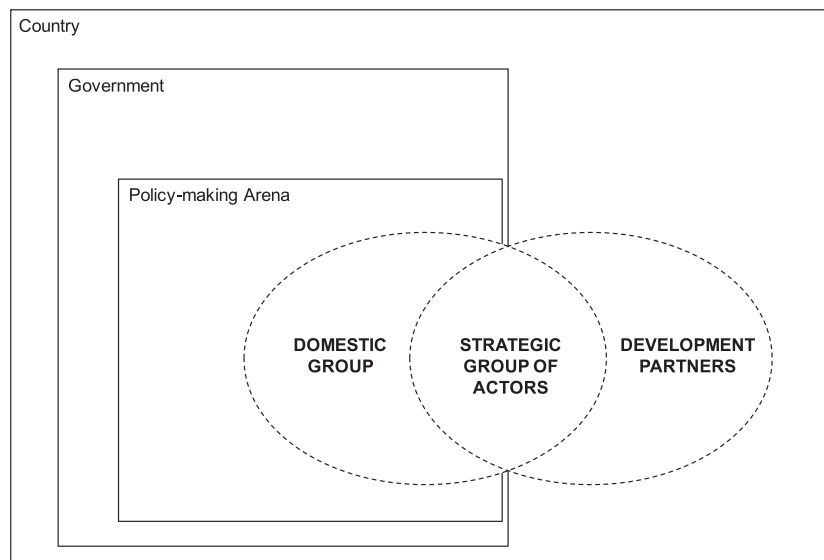 Country
Government
Policy-making Arena
DOMESTIC
GROUP
STRATEGIC
GROUP OF
ACTORS
DEVELOPMENT
PARTNERS